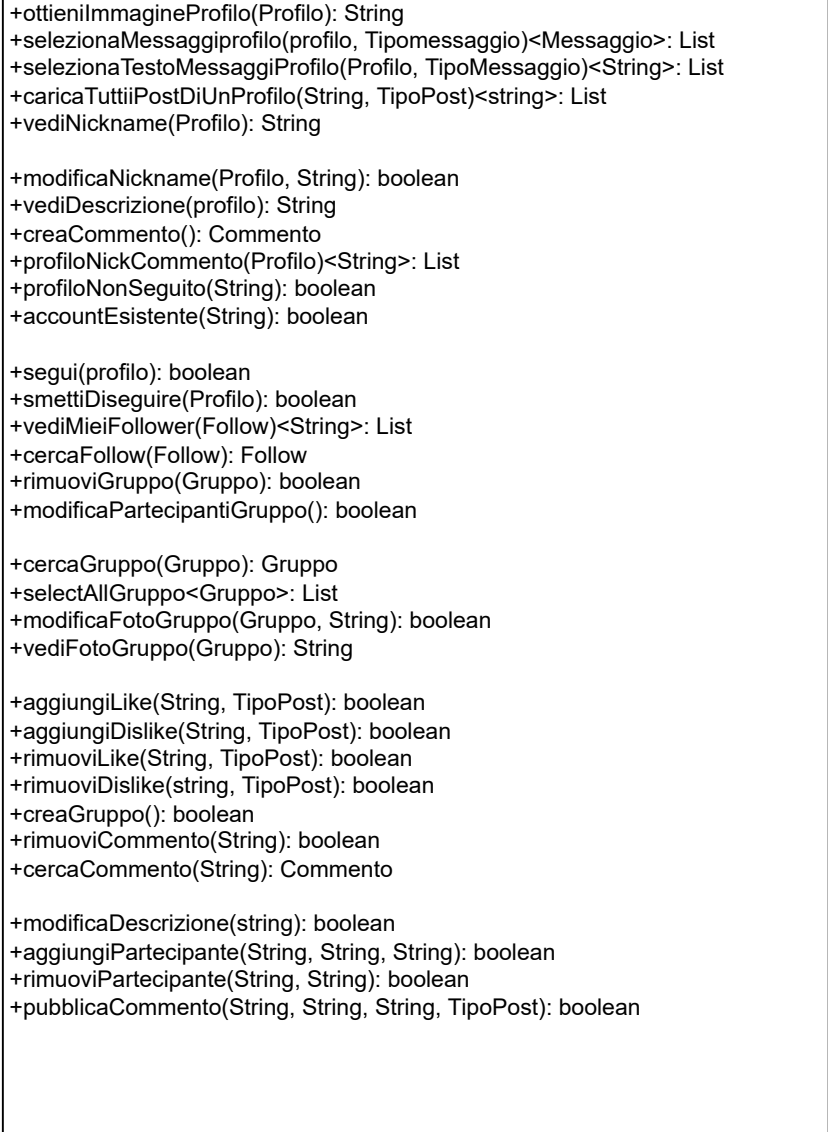 +ottieniImmagineProfilo(Profilo): String
+selezionaMessaggiprofilo(profilo, Tipomessaggio)<Messaggio>: List
+selezionaTestoMessaggiProfilo(Profilo, TipoMessaggio)<String>: List
+caricaTuttiiPostDiUnProfilo(String, TipoPost)<string>: List
+vediNickname(Profilo): String
+modificaNickname(Profilo, String): boolean
+vediDescrizione(profilo): String
+creaCommento(): Commento
+profiloNickCommento(Profilo)<String>: List
+profiloNonSeguito(String): boolean
+accountEsistente(String): boolean
+segui(profilo): boolean
+smettiDiseguire(Profilo): boolean
+vediMieiFollower(Follow)<String>: List
+cercaFollow(Follow): Follow
+rimuoviGruppo(Gruppo): boolean
+modificaPartecipantiGruppo(): boolean
+cercaGruppo(Gruppo): Gruppo
+selectAllGruppo<Gruppo>: List
+modificaFotoGruppo(Gruppo, String): boolean
+vediFotoGruppo(Gruppo): String
+aggiungiLike(String, TipoPost): boolean
+aggiungiDislike(String, TipoPost): boolean
+rimuoviLike(String, TipoPost): boolean
+rimuoviDislike(string, TipoPost): boolean
+creaGruppo(): boolean
+rimuoviCommento(String): boolean
+cercaCommento(String): Commento
+modificaDescrizione(string): boolean
+aggiungiPartecipante(String, String, String): boolean
+rimuoviPartecipante(String, String): boolean
+pubblicaCommento(String, String, String, TipoPost): boolean